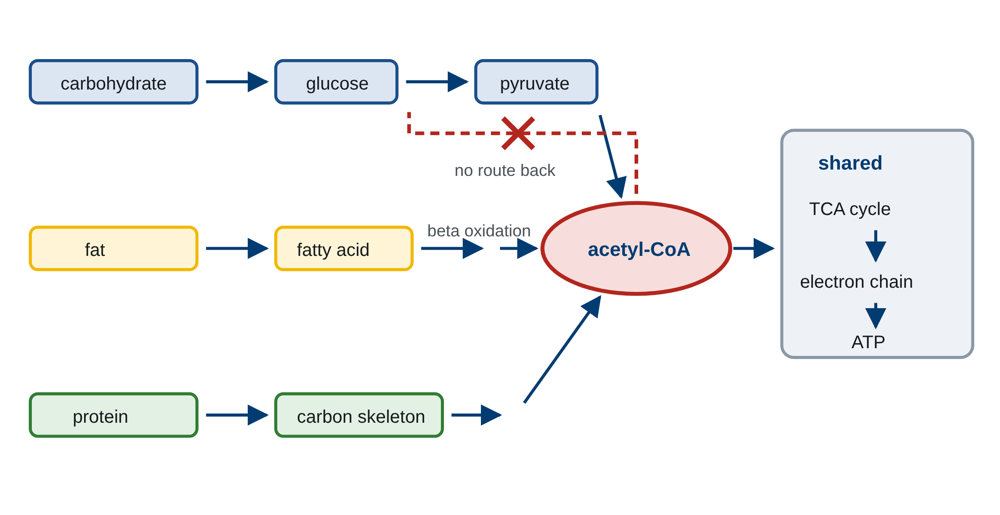 carbohydrate
glucose
pyruvate
no route back
shared
TCA cycle
beta oxidation
fat
fatty acid
acetyl-CoA
electron chain
ATP
protein
carbon skeleton